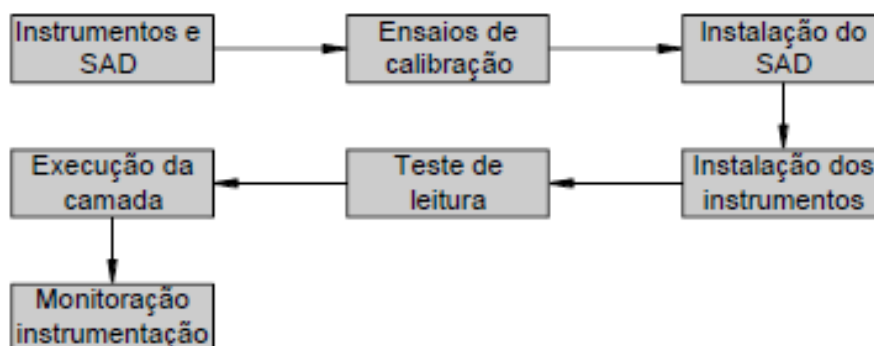 Instrumentos e
SAD
Ensaios de
calibração
Instalação do
SAD
Instalação dos
instrumentos
Teste de
leitura
Execução da
camada
Monitoração
instrumentação